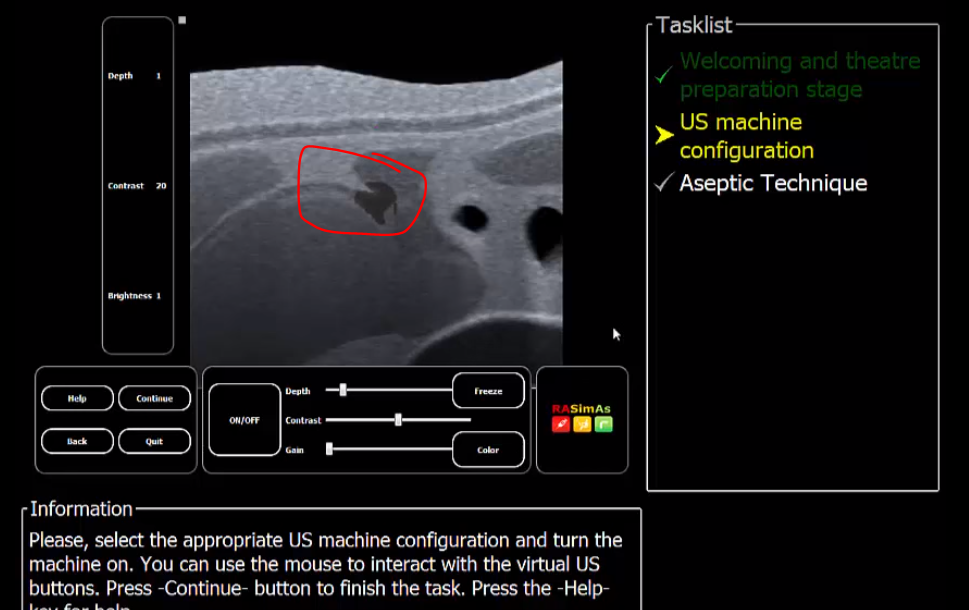 Depth 1
Contrast 20
Brightness 1
Tasklist
Welcoming and theatre
preparation stage
US machine
configuration
Aseptic Technique
Help
Continue
Back
Quit
ON/OFF
Depth
Contrast
Gain
Freeze
Color
RASimAs
Information
Please, select the appropriate US machine configuration and turn the
machine on. You can use the mouse to interact with the virtual US
buttons. Press -Continue- button to finish the task. Press the -Help-
key for help